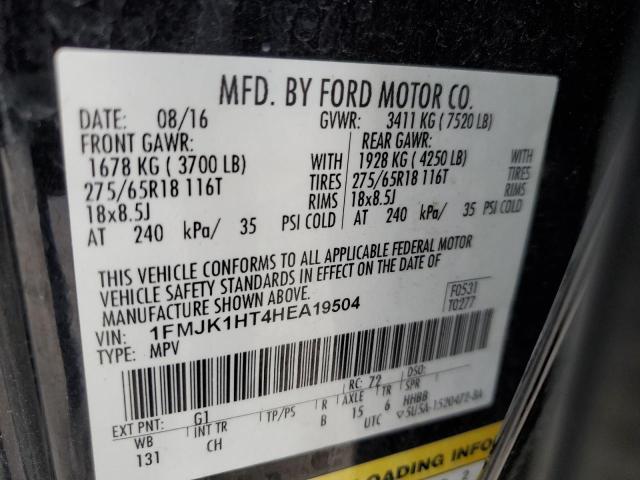 MFD. BY FORD MOTOR CO.
DATE: 08/16 GVWR: 3411 KG ( 7520 LB)
FRONT GAWR: REAR GAWR:
1678 KG ( 3700 LB) WITH 1928 KG ( 4250 LB) WITH
275/65R18 116T TIRES 275/65R18 116T TIRES
18x8.5J RIMS 18x8.5J RIMS
AT 240 kPa/ 35 PSI COLD AT 240 kPa/ 35 PSI COLD
THIS VEHICLE CONFORMS TO ALL APPLICABLE FEDERAL MOTOR
VEHICLE SAFETY STANDARDS IN EFFECT ON THE DATE OF
MANUFACTURE SHOWN ABOVE.
F0531
T0277
VIN: 1FMJK1HT4HEA19504
TYPE: MPV
RC: 72 DSO:
EXT PNT: G1
WB INT TR TP/PS R AXLE TR SPR
131 CH B 15 6 HHBB
UTC 5U5A-1520472-BA
LOADING INFO
2